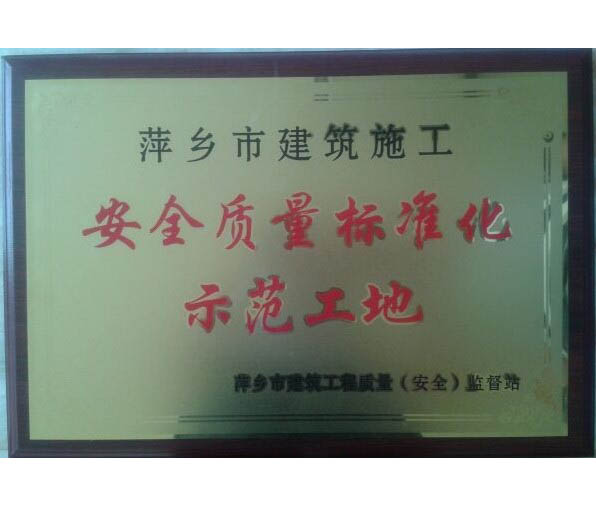 萍乡市建筑施工
安全质量标准化
示范工地
萍乡市建筑工程质量（安全）监督站